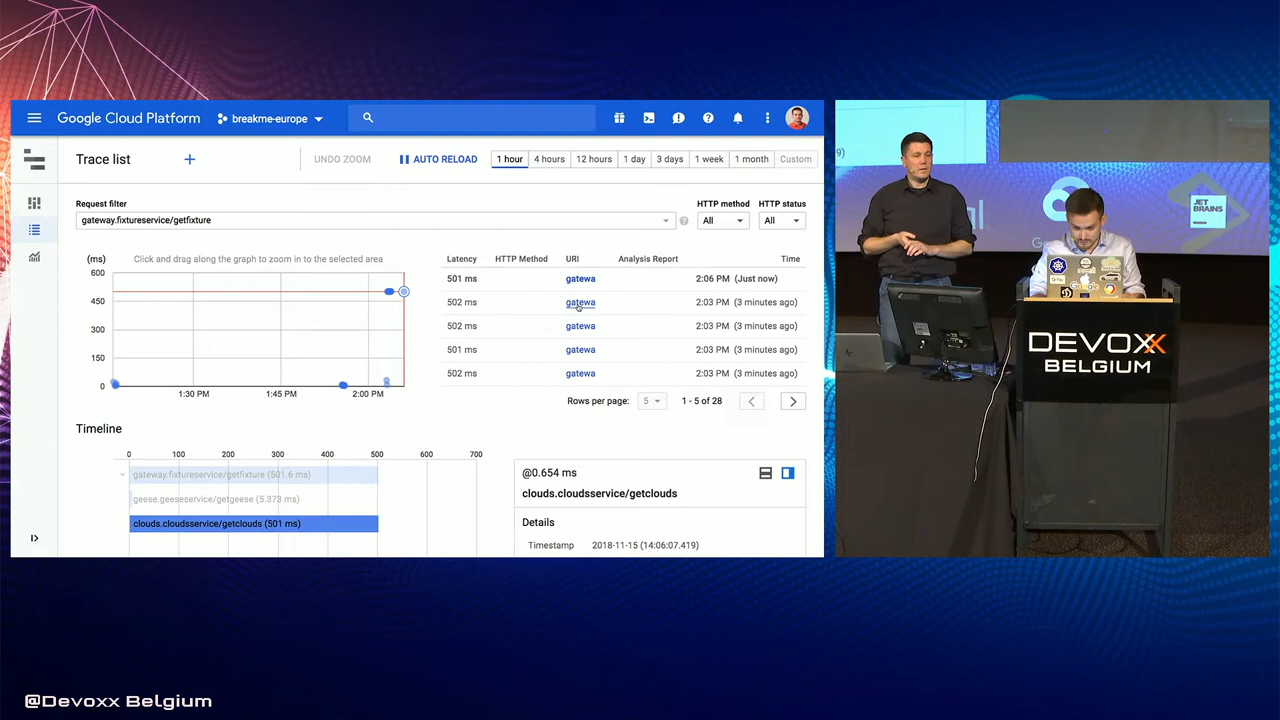 Google Cloud Platform
breakme-europe
Trace list
UNDO ZOOM
AUTO RELOAD
1 hour
4 hours
12 hours
1 day
3 days
1 week
1 month
Custom
Request filter
HTTP method
HTTP status
gateway.fixtureservice/getfixture
All
All
(ms)
Click and drag along the graph to zoom in to the selected area
600
450
300
150
0
1:30 PM
1:45 PM
2:00 PM
Latency HTTP Method URI Analysis Report Time
501 ms gatewa 2:06 PM (Just now)
502 ms gatewa 2:03 PM (3 minutes ago)
502 ms gatewa 2:03 PM (3 minutes ago)
501 ms gatewa 2:03 PM (3 minutes ago)
502 ms gatewa 2:03 PM (3 minutes ago)
Rows per page: 5 1 - 5 of 28
Timeline
0 100 200 300 400 500 600 700
gateway.fixtureservice/getfixture (501.6 ms)
geese.geeseservice/getgeese (5.373 ms)
clouds.cloudsservice/getclouds (501 ms)
@0.654 ms
clouds.cloudsservice/getclouds
Details
Timestamp 2018-11-15 (14:06:07.419)
JET
BRAINS
Google
DEVOXX
BELGIUM
@Devoxx Belgium